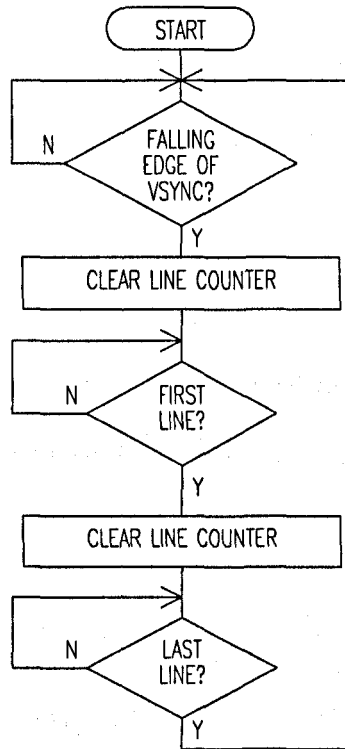 START
N
FALLING
EDGE OF
VSYNC?
Y
CLEAR LINE COUNTER
N
FIRST
LINE?
Y
CLEAR LINE COUNTER
N
LAST
LINE?
Y